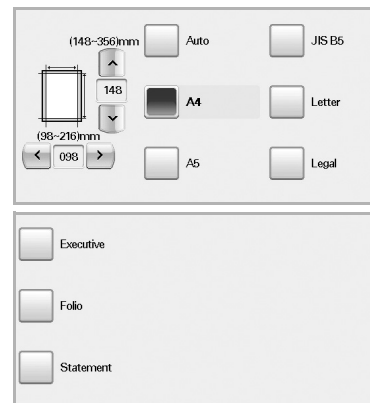 (148~356)mm
148
(98~216)mm
098
Auto
JIS B5
A4
Letter
A5
Legal
Executive
Folio
Statement